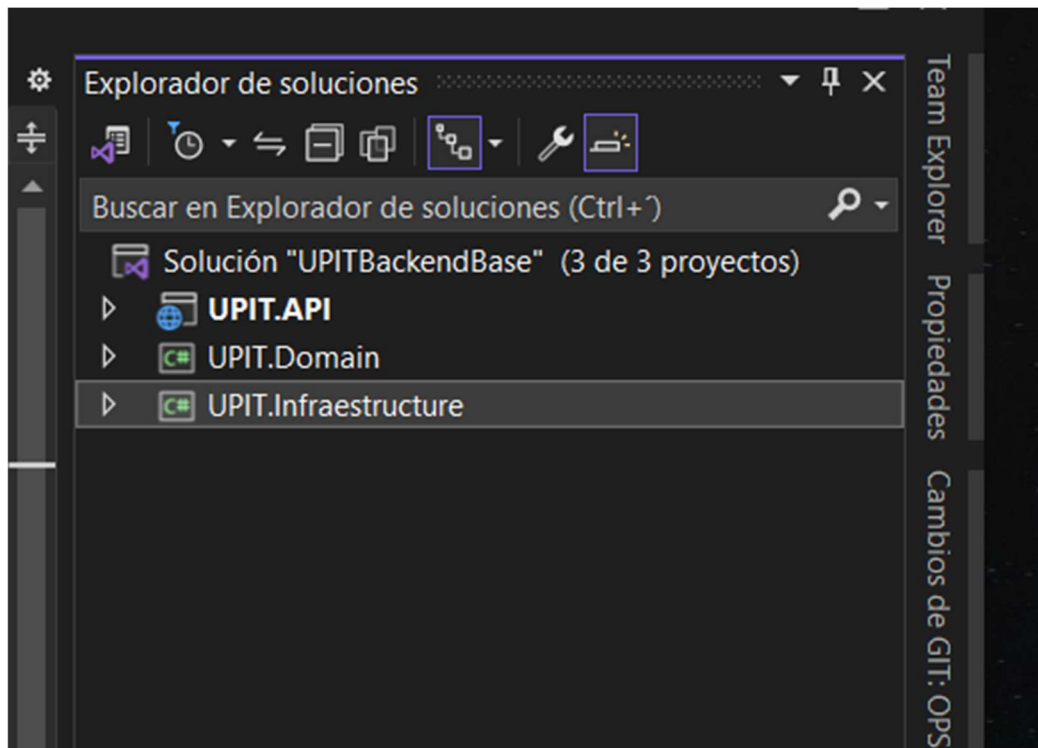 Explorador de soluciones
Buscar en Explorador de soluciones (Ctrl+´)
Solución "UPITBackendBase" (3 de 3 proyectos)
UPIT.API
C# UPIT.Domain
C# UPIT.Infraestructure
Team Explorer
Propiedades
Cambios de GIT: OPS